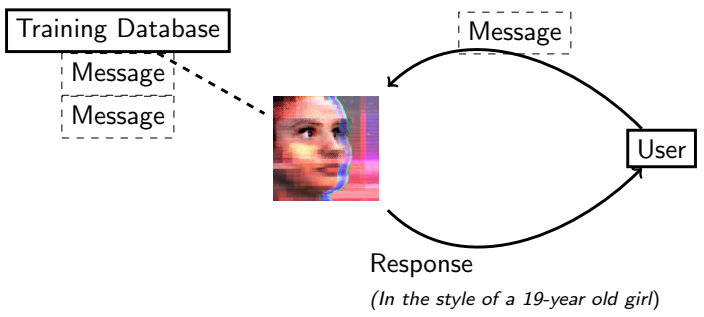 Training Database
Message
Message
Message
User
Response
(In the style of a 19-year old girl)